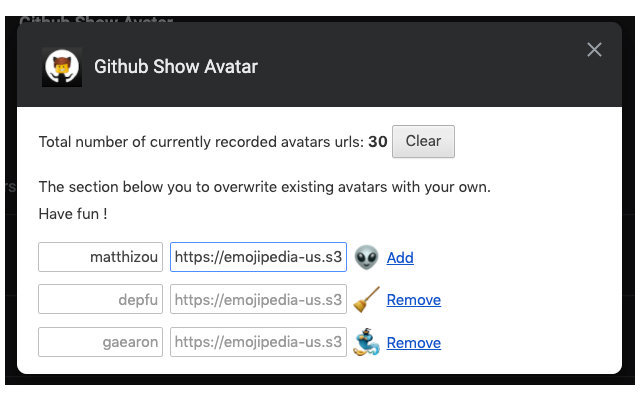 Github Show Avatar
Github Show Avatar
Total number of currently recorded avatars urls: 30 Clear
The section below you to overwrite existing avatars with your own.
Have fun !
matthizou https://emojipedia-us.s3 Add
depfu https://emojipedia-us.s3 Remove
gaearon https://emojipedia-us.s3 Remove